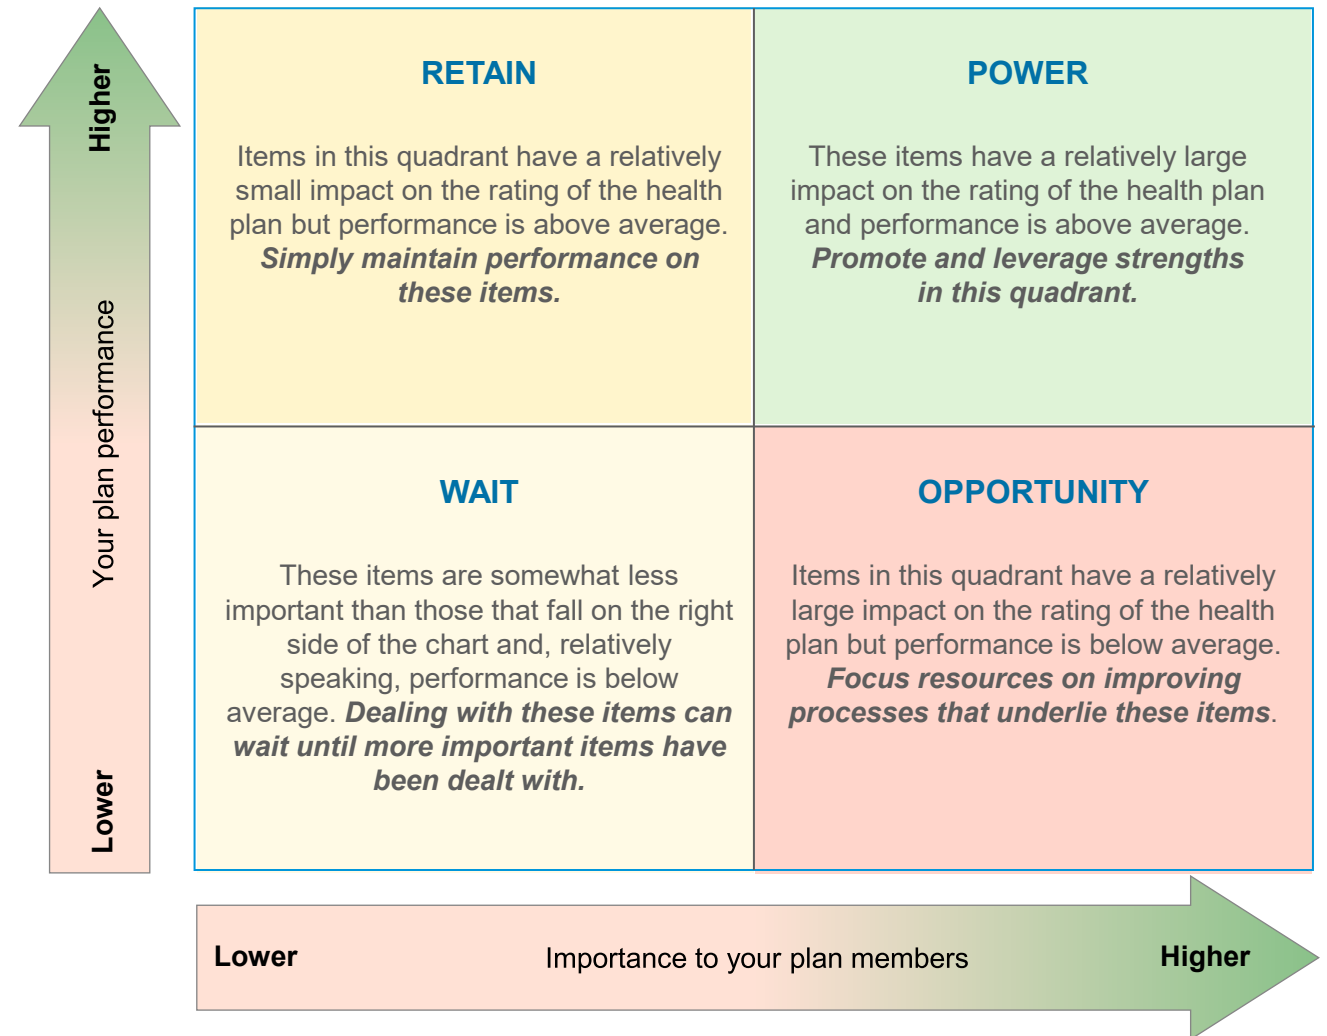 Higher
Your plan performance
Lower
RETAIN
Items in this quadrant have a relatively
small impact on the rating of the health
plan but performance is above average.
Simply maintain performance on
these items.
POWER
These items have a relatively large
impact on the rating of the health plan
and performance is above average.
Promote and leverage strengths
in this quadrant.
WAIT
These items are somewhat less
important than those that fall on the right
side of the chart and, relatively
speaking, performance is below
average. Dealing with these items can
wait until more important items have
been dealt with.
OPPORTUNITY
Items in this quadrant have a relatively
large impact on the rating of the health
plan but performance is below average.
Focus resources on improving
processes that underlie these items.
Lower
Importance to your plan members
Higher